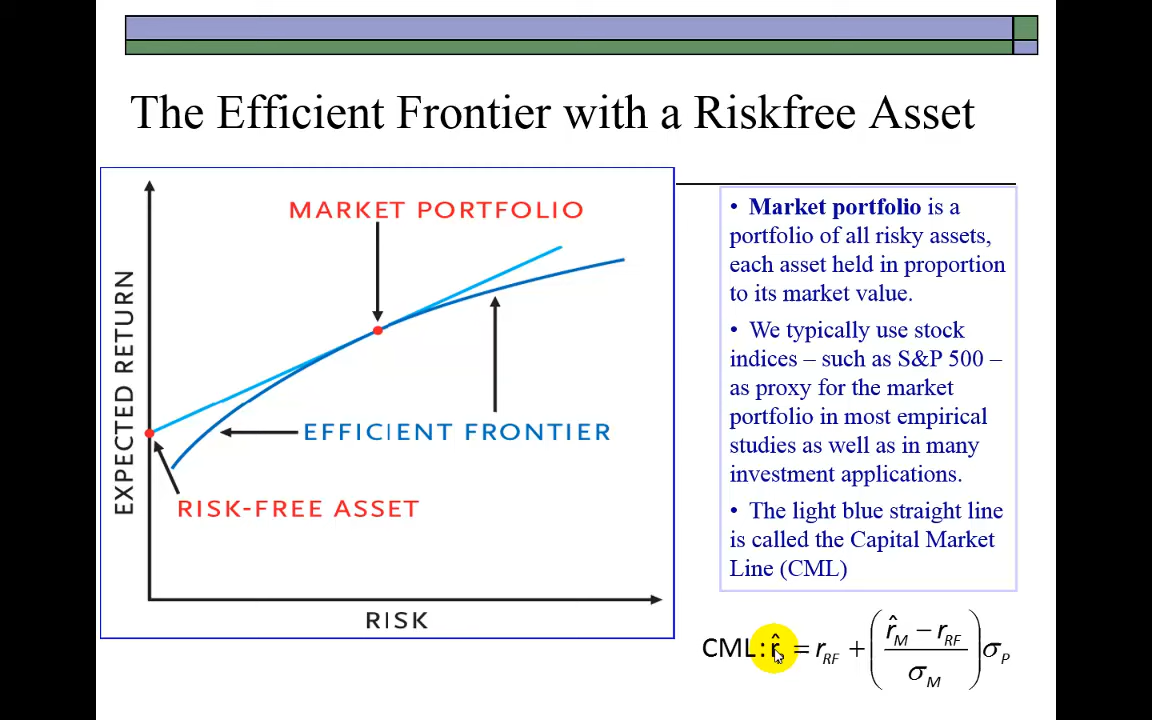 The Efficient Frontier with a Riskfree Asset
MARKET PORTFOLIO
EXPECTED RETURN
EFFICIENT FRONTIER
RISK-FREE ASSET
RISK
• Market portfolio is a
portfolio of all risky assets,
each asset held in proportion
to its market value.
• We typically use stock
indices – such as S&P 500 –
as proxy for the market
portfolio in most empirical
studies as well as in many
investment applications.
• The light blue straight line
is called the Capital Market
Line (CML)
CML: r̂ = r_RF + ((r̂_M − r_RF) / σ_M) σ_P